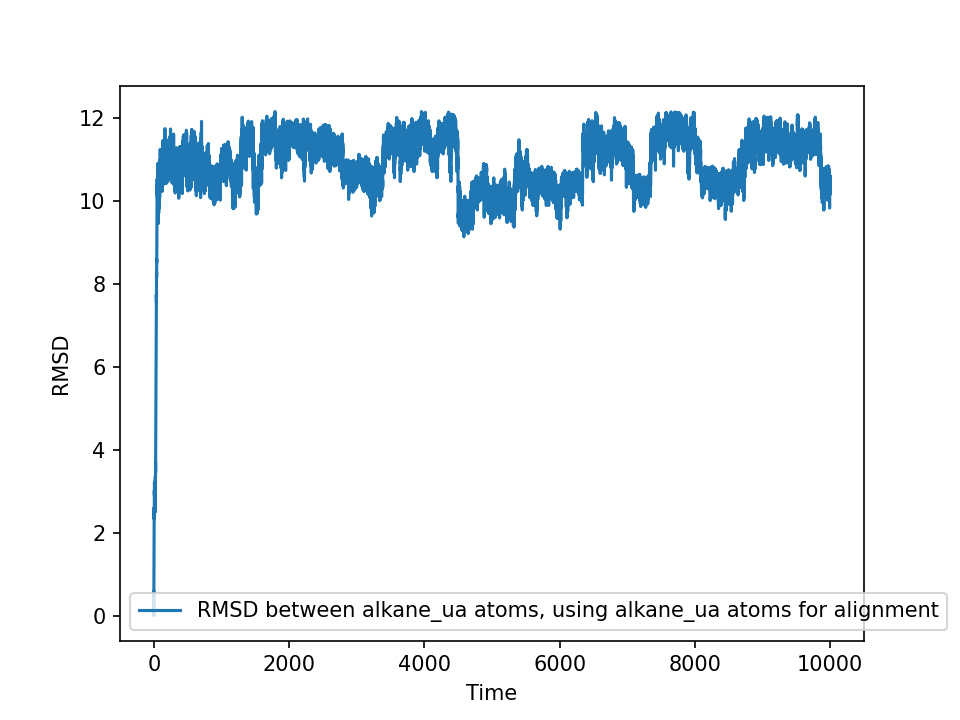 12
10
8
6
4
2
0
RMSD
RMSD between alkane_ua atoms, using alkane_ua atoms for alignment
0 2000 4000 6000 8000 10000
Time